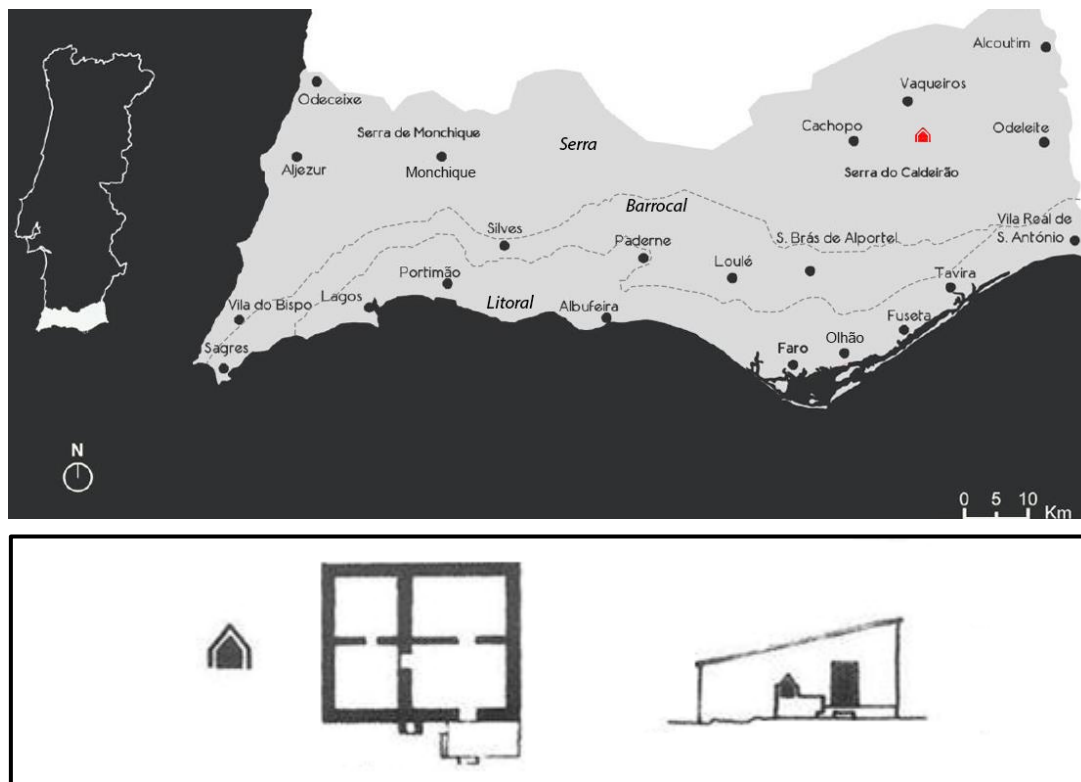 Alcoutim
Vaqueiros
Odeceixe
Serra de Monchique
Serra
Cachopo
Odeleite
Aljezur
Monchique
Serra do Caldeirão
Barrocal
Vila Real de
S. António
Silves
Paderne
S. Brás de Alportel
Loulé
Portimão
Tavira
Vila do Bispo
Lagos
Litoral
Albufeira
Fuseta
Sagres
Faro
Olhão
N
0 5 10
Km